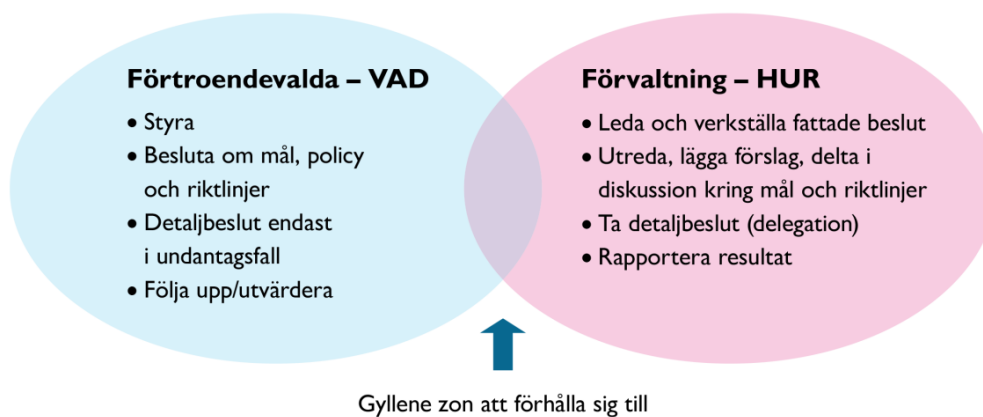 Förtroendevalda – VAD
• Styra
• Besluta om mål, policy
och riktlinjer
• Detaljbeslut endast
i undantagsfall
• Följa upp/utvärdera
Förvaltning – HUR
• Leda och verkställa fattade beslut
• Utreda, lägga förslag, delta i
diskussion kring mål och riktlinjer
• Ta detaljbeslut (delegation)
• Rapportera resultat
Gyllene zon att förhålla sig till